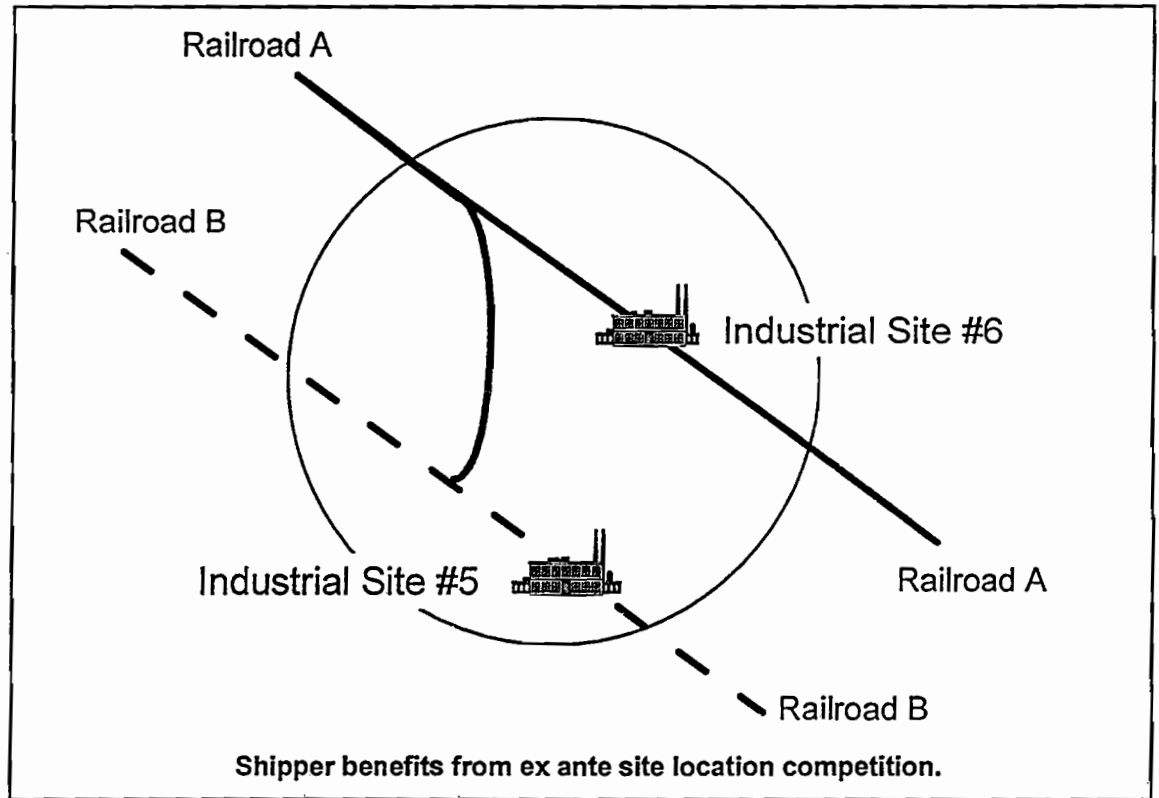 Railroad A
Railroad B
Industrial Site #6
Industrial Site #5
Railroad A
Railroad B
Shipper benefits from ex ante site location competition.